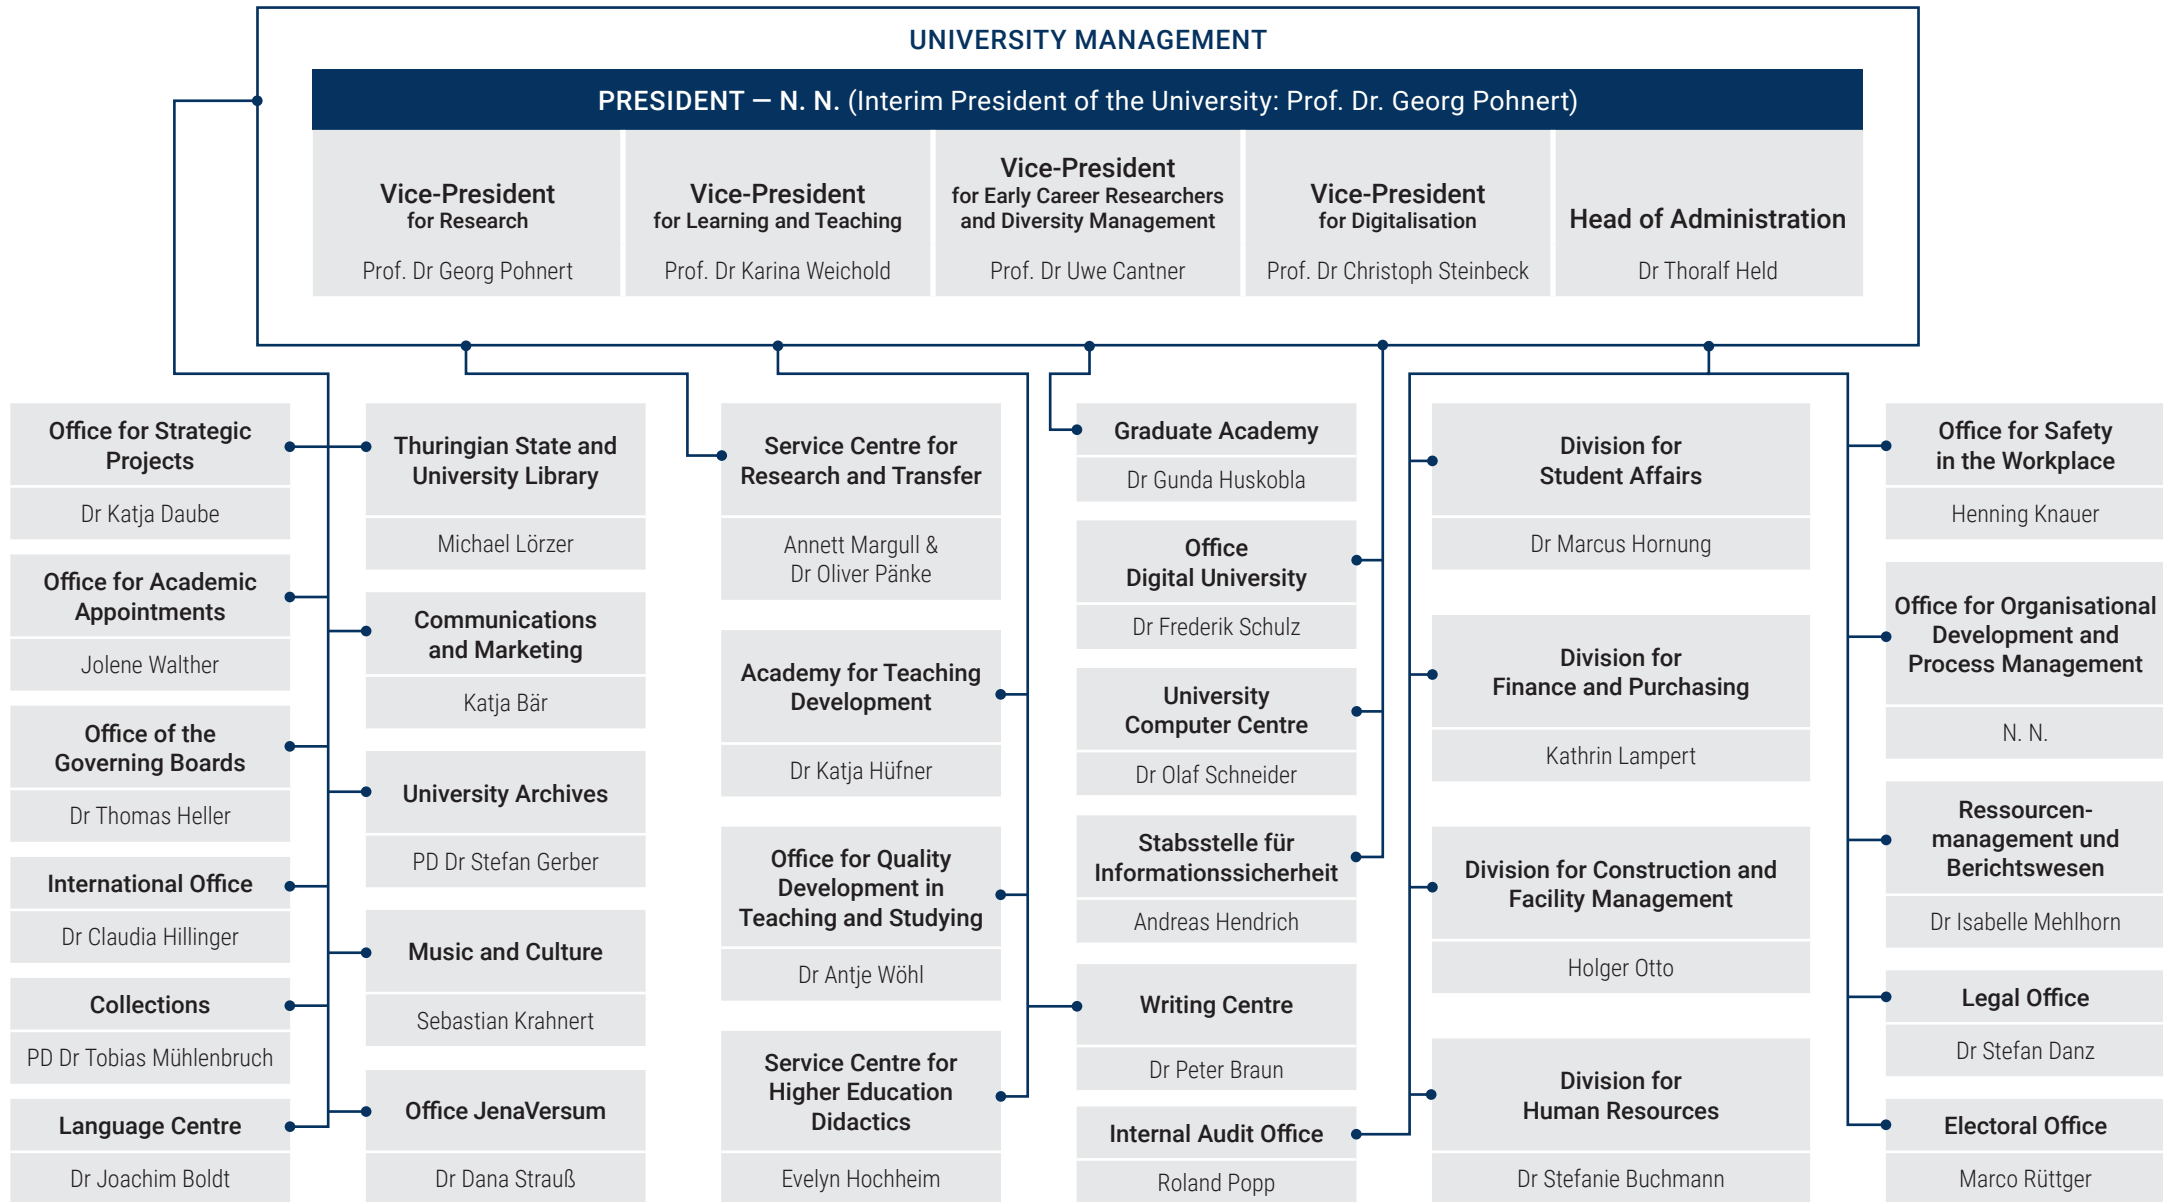 UNIVERSITY MANAGEMENT
PRESIDENT — N. N. (Interim President of the University: Prof. Dr. Georg Pohnert)
Vice-President
for Research
Prof. Dr Georg Pohnert
Vice-President
for Learning and Teaching
Prof. Dr Karina Weichold
Vice-President
for Early Career Researchers
and Diversity Management
Prof. Dr Uwe Cantner
Vice-President
for Digitalisation
Prof. Dr Christoph Steinbeck
Head of Administration
Dr Thoralf Held
Office for Strategic
Projects
Dr Katja Daube
Office for Academic
Appointments
Jolene Walther
Office of the
Governing Boards
Dr Thomas Heller
International Office
Dr Claudia Hillinger
Collections
PD Dr Tobias Mühlenbruch
Language Centre
Dr Joachim Boldt
Thuringian State and
University Library
Michael Lörzer
Communications
and Marketing
Katja Bär
University Archives
PD Dr Stefan Gerber
Music and Culture
Sebastian Krahnert
Office JenaVersum
Dr Dana Strauß
Service Centre for
Research and Transfer
Annett Margull &
Dr Oliver Pänke
Academy for Teaching
Development
Dr Katja Hüfner
Office for Quality
Development in
Teaching and Studying
Dr Antje Wöhl
Service Centre for
Higher Education
Didactics
Evelyn Hochheim
Graduate Academy
Dr Gunda Huskobla
Office
Digital University
Dr Frederik Schulz
University
Computer Centre
Dr Olaf Schneider
Stabsstelle für
Informationssicherheit
Andreas Hendrich
Writing Centre
Dr Peter Braun
Internal Audit Office
Roland Popp
Division for
Student Affairs
Dr Marcus Hornung
Division for
Finance and Purchasing
Kathrin Lampert
Division for Construction and
Facility Management
Holger Otto
Division for
Human Resources
Dr Stefanie Buchmann
Office for Safety
in the Workplace
Henning Knauer
Office for Organisational
Development and
Process Management
N. N.
Ressourcen-
management und
Berichtswesen
Dr Isabelle Mehlhorn
Legal Office
Dr Stefan Danz
Electoral Office
Marco Rüttger